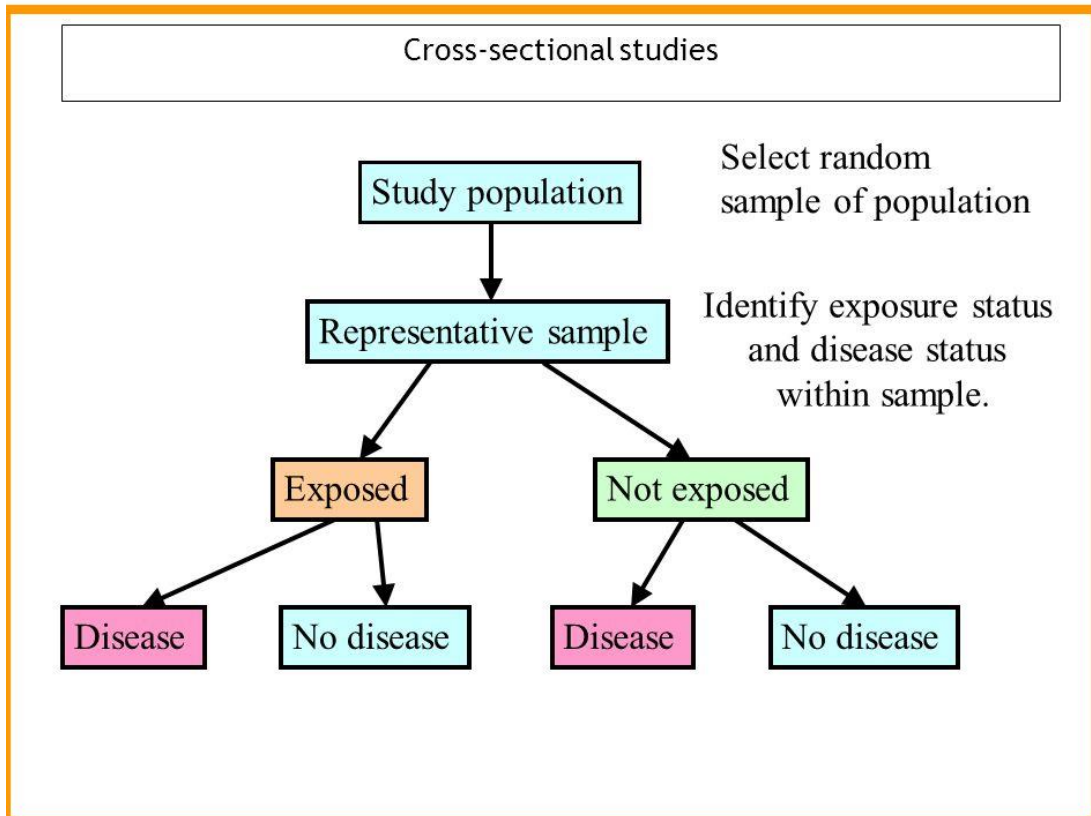 Cross-sectional studies
Study population
Select random
sample of population
Representative sample
Identify exposure status
and disease status
within sample.
Exposed
Not exposed
Disease
No disease
Disease
No disease